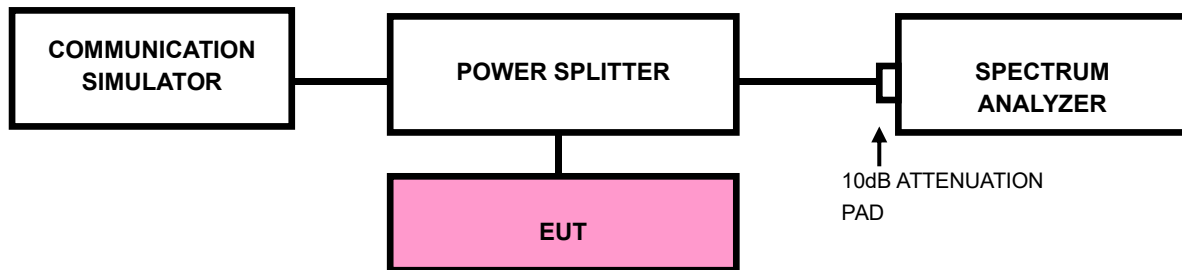 COMMUNICATION
SIMULATOR
POWER SPLITTER
SPECTRUM
ANALYZER
10dB ATTENUATION
PAD
EUT